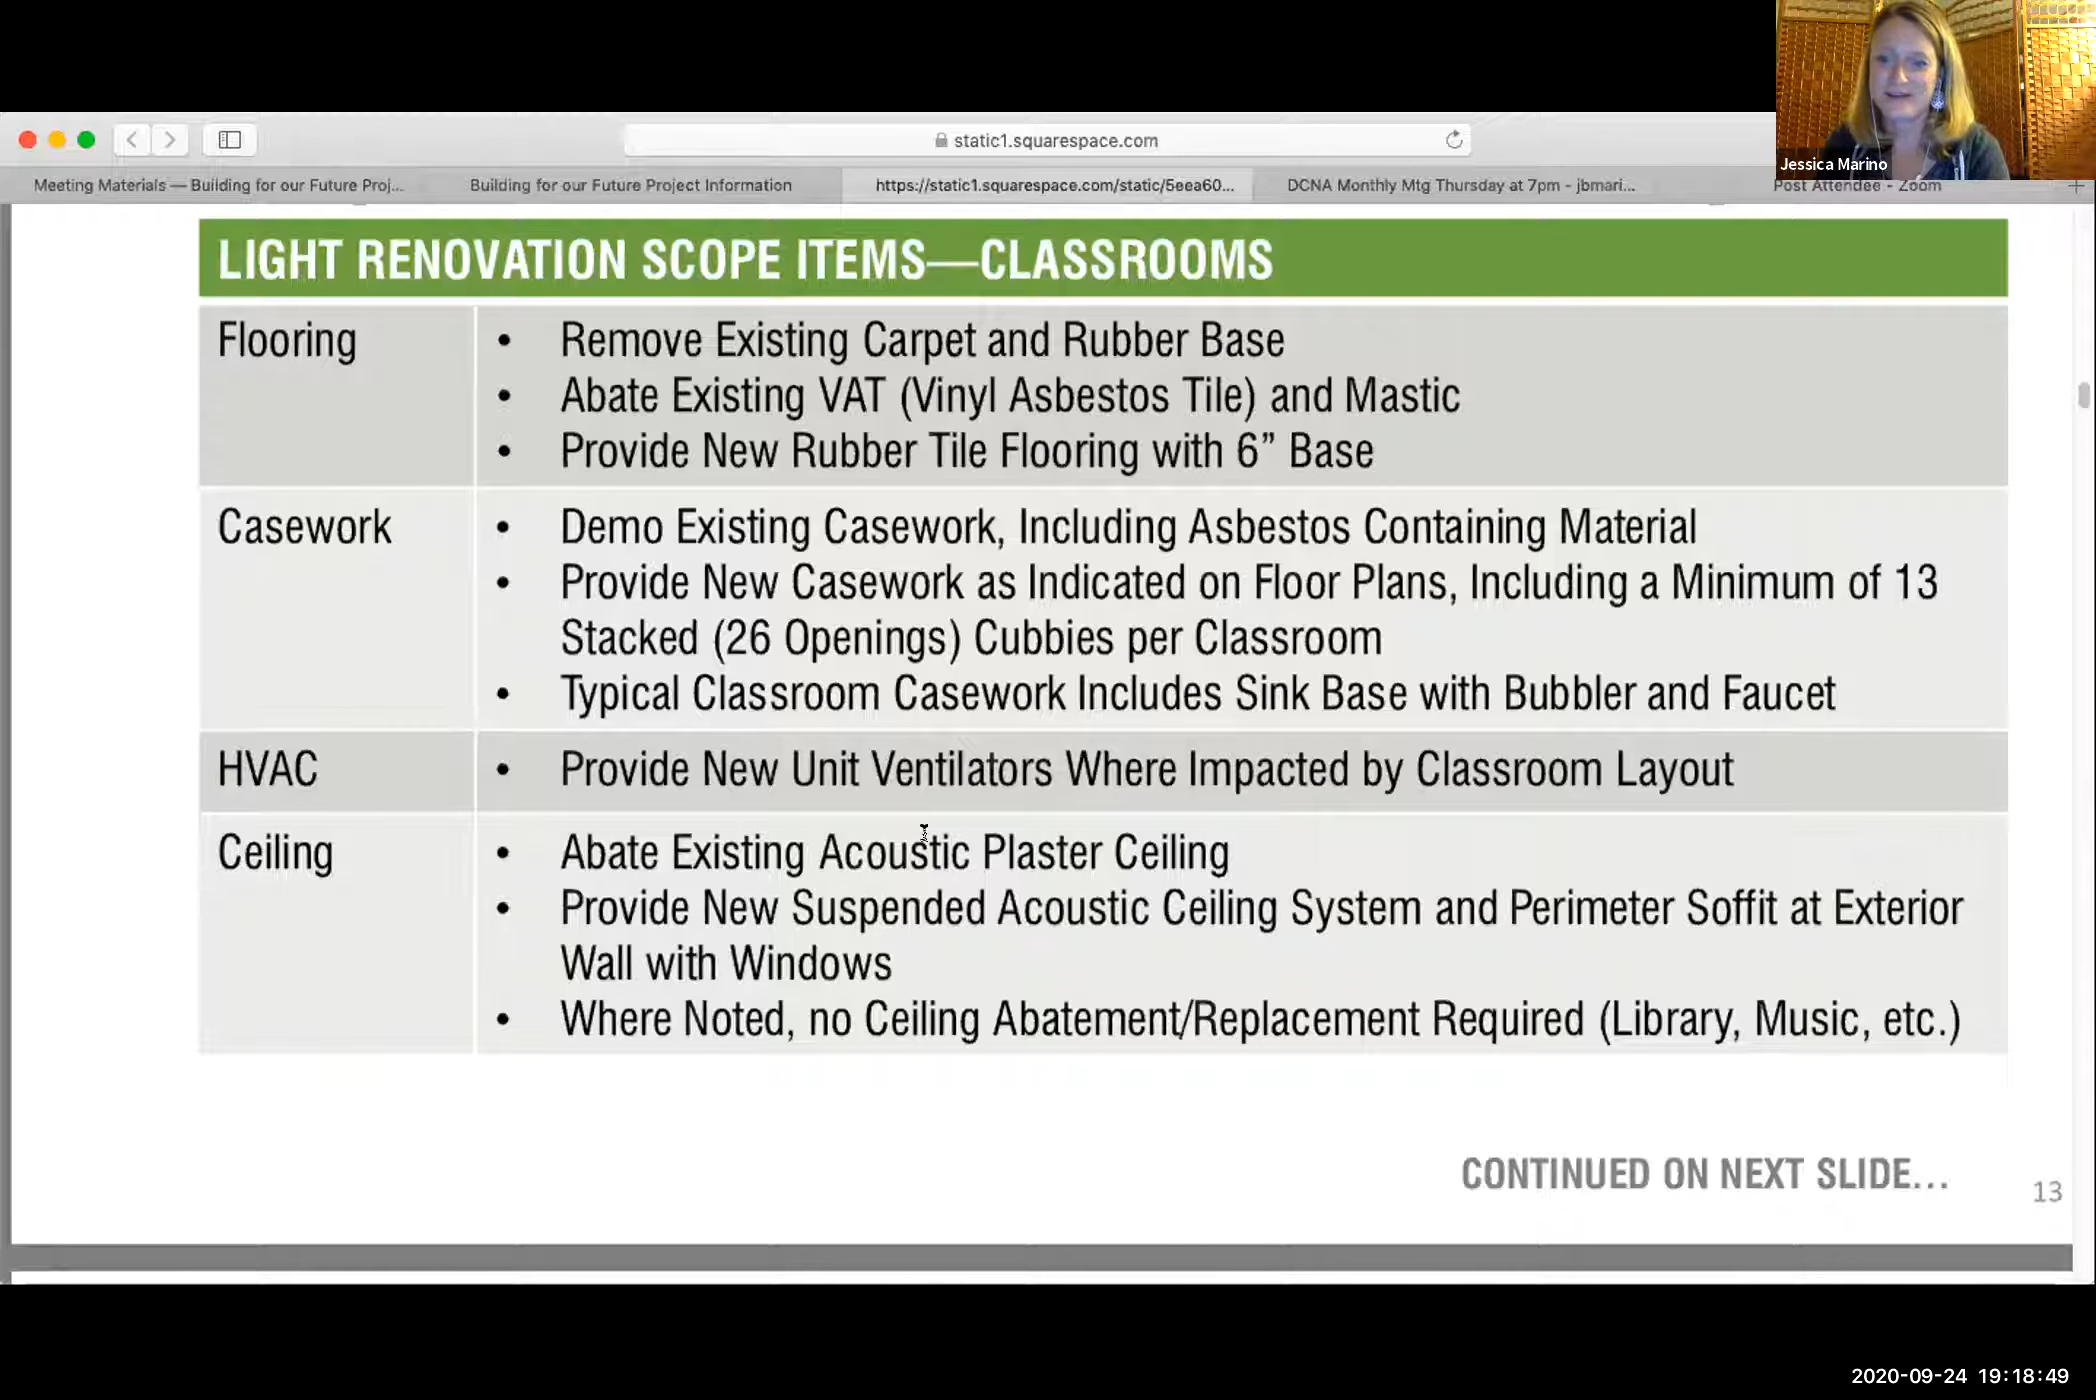 Jessica Marino
static1.squarespace.com
Meeting Materials — Building for our Future Proj...
Building for our Future Project Information
https://static1.squarespace.com/static/5eea60...
DCNA Monthly Mtg Thursday at 7pm - jbmari...
Post Attendee - Zoom
LIGHT RENOVATION SCOPE ITEMS—CLASSROOMS
Flooring
• Remove Existing Carpet and Rubber Base
• Abate Existing VAT (Vinyl Asbestos Tile) and Mastic
• Provide New Rubber Tile Flooring with 6” Base
Casework
• Demo Existing Casework, Including Asbestos Containing Material
• Provide New Casework as Indicated on Floor Plans, Including a Minimum of 13
Stacked (26 Openings) Cubbies per Classroom
• Typical Classroom Casework Includes Sink Base with Bubbler and Faucet
HVAC
• Provide New Unit Ventilators Where Impacted by Classroom Layout
Ceiling
• Abate Existing Acoustic Plaster Ceiling
• Provide New Suspended Acoustic Ceiling System and Perimeter Soffit at Exterior
Wall with Windows
• Where Noted, no Ceiling Abatement/Replacement Required (Library, Music, etc.)
CONTINUED ON NEXT SLIDE...
13
2020-09-24 19:18:49